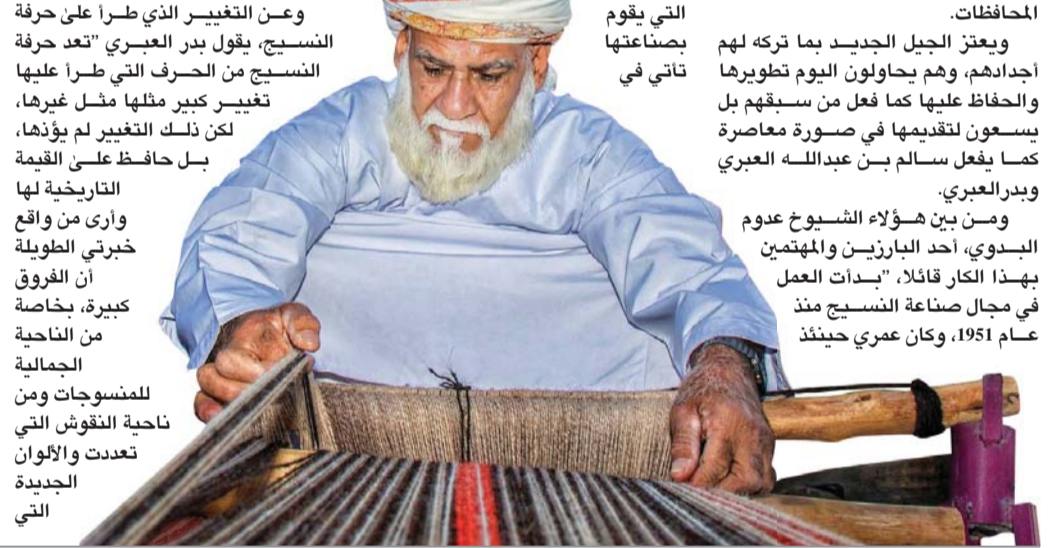 المحافظات.
ويعتز الجيل الجديد بما تركه لهم
أجدادهم، وهم يحاولون اليوم تطويرها
والحفاظ عليها كما فعل من سبقهم بل
يسعون لتقديمها في صورة معاصرة
كما يفعل سالم بن عبدالله العبري
وبدرالعبري.
ومن بين هؤلاء الشيوخ عدوم
البدوي، أحد البارزين والمهتمين
بهذا الكار قائلا، ”بدأت العمل
في مجال صناعة النسيج منذ
عام 1951، وكان عمري حينئذ
التي يقوم
بصناعتها
تأتي في
وعن التغيير الذي طرأ على حرفة
النسيج، يقول بدر العبري ”تعد حرفة
النسيج من الحرف التي طرأ عليها
تغيير كبير مثلها مثل غيرها،
لكن ذلك التغيير لم يؤذها،
بل حافظ على القيمة
التاريخية لها
وأرى من واقع
خبرتي الطويلة
أن الفروق
كبيرة، بخاصة
من الناحية
الجمالية
للمنسوجات ومن
ناحية النقوش التي
تعددت والألوان
الجديدة
التي